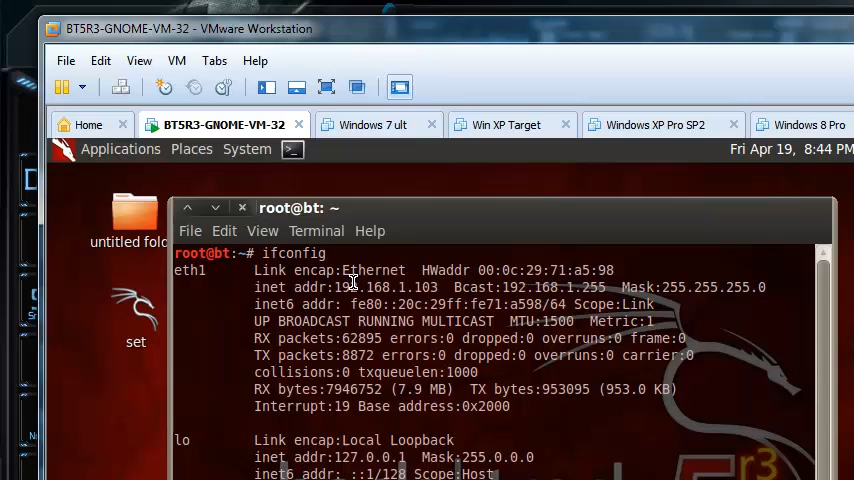 BT5R3-GNOME-VM-32 - VMware Workstation
File Edit View VM Tabs Help
Home BT5R3-GNOME-VM-32 Windows 7 ult Win XP Target Windows XP Pro SP2 Windows 8 Pro
Applications Places System Fri Apr 19, 8:44 PM
root@bt: ~
untitled fold
File Edit View Terminal Help
root@bt:~# ifconfig
eth1 Link encap:Ethernet HWaddr 00:0c:29:71:a5:98
inet addr:192.168.1.103 Bcast:192.168.1.255 Mask:255.255.255.0
inet6 addr: fe80::20c:29ff:fe71:a598/64 Scope:Link
UP BROADCAST RUNNING MULTICAST MTU:1500 Metric:1
RX packets:62895 errors:0 dropped:0 overruns:0 frame:0
set
TX packets:8872 errors:0 dropped:0 overruns:0 carrier:0
collisions:0 txqueuelen:1000
RX bytes:7946752 (7.9 MB) TX bytes:953095 (953.0 KB)
Interrupt:19 Base address:0x2000
lo Link encap:Local Loopback
inet addr:127.0.0.1 Mask:255.0.0.0
inet6 addr: ::1/128 Scope:Host
r3